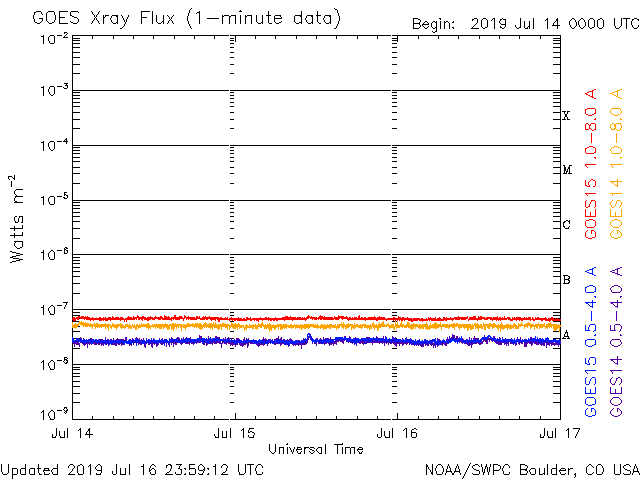 GOES Xray Flux (1-minute data)
Begin: 2019 Jul 14 0000 UTC
Watts m⁻²
10⁻²
10⁻³
10⁻⁴
10⁻⁵
10⁻⁶
10⁻⁷
10⁻⁸
10⁻⁹
X
M
C
B
A
GOES15 1.0-8.0 A
GOES14 1.0-8.0 A
GOES15 0.5-4.0 A
GOES14 0.5-4.0 A
Jul 14
Jul 15
Jul 16
Jul 17
Universal Time
Updated 2019 Jul 16 23:59:12 UTC
NOAA/SWPC Boulder, CO USA